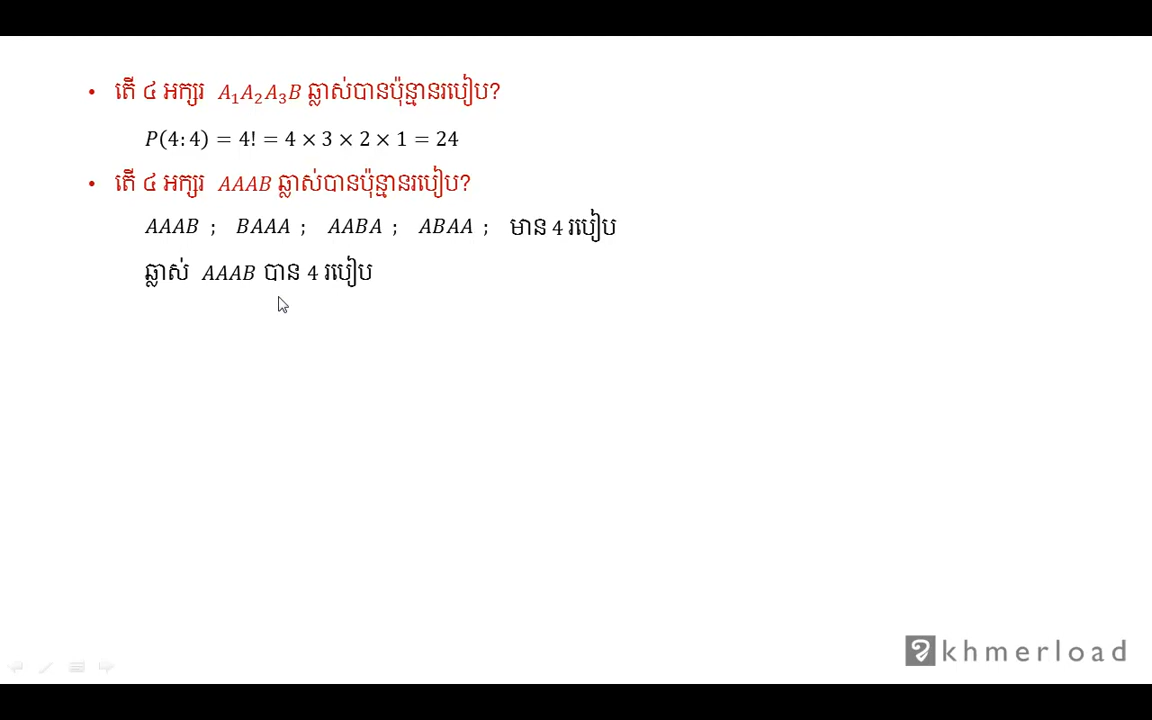 • តើ ៤ អក្សរ A₁A₂A₃B ឆ្លាស់បានប៉ុន្មានរបៀប?
P(4:4) = 4! = 4 × 3 × 2 × 1 = 24
• តើ ៤ អក្សរ AAAB ឆ្លាស់បានប៉ុន្មានរបៀប?
AAAB ; BAAA ; AABA ; ABAA ; មាន 4 របៀប
ឆ្លាស់ AAAB បាន 4 របៀប
khmerload